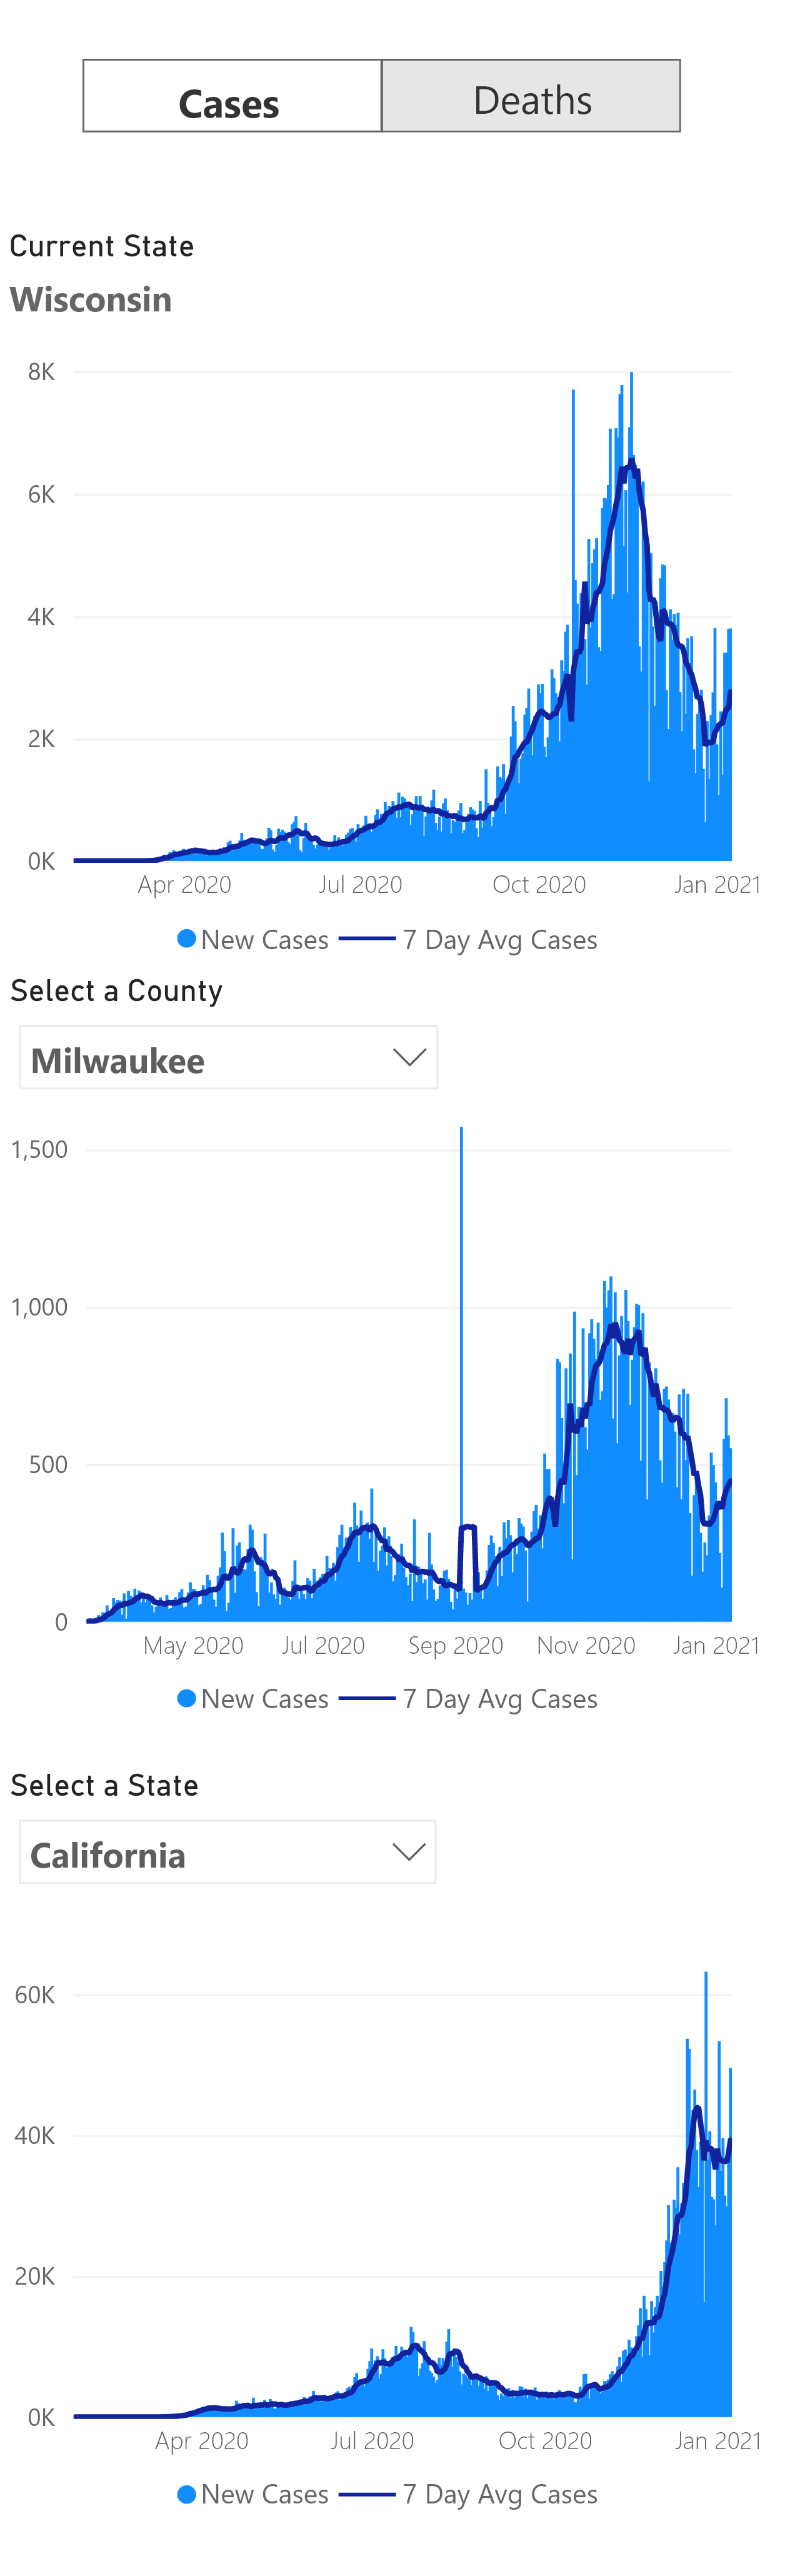 Cases Deaths
Current State
Wisconsin
8K
6K
4K
2K
0K
Apr 2020 Jul 2020 Oct 2020 Jan 2021
New Cases 7 Day Avg Cases
Select a County
Milwaukee
1,500
1,000
500
0
May 2020 Jul 2020 Sep 2020 Nov 2020 Jan 2021
New Cases 7 Day Avg Cases
Select a State
California
60K
40K
20K
0K
Apr 2020 Jul 2020 Oct 2020 Jan 2021
New Cases 7 Day Avg Cases